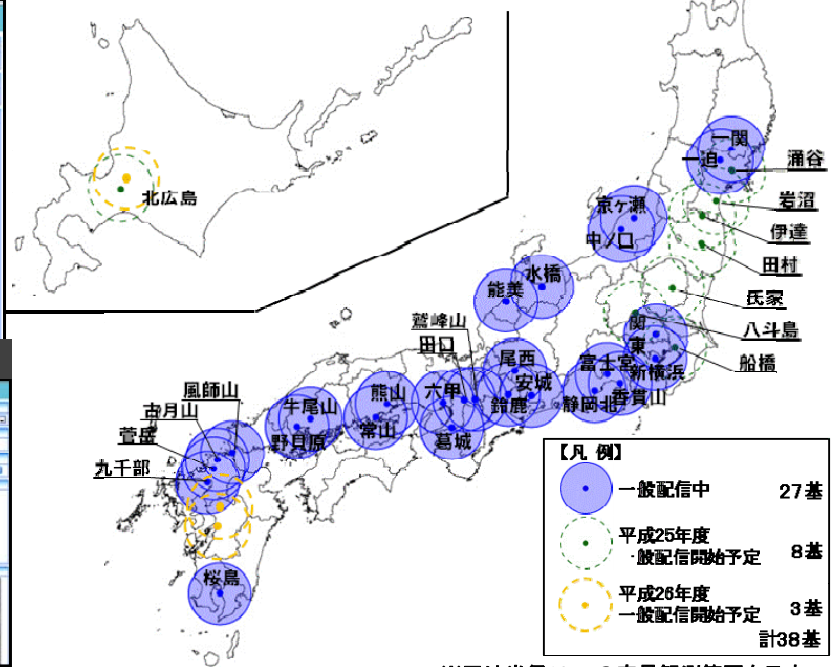 北広島
一関
一迫
涌谷
岩沼
伊達
田村
氏家
八斗島
船橋
京ヶ瀬
中ノ口
水橋
能美
鷲峰山
田口
尾西
安城
鈴鹿
富士宮
静岡北
香貫山
関東
新横浜
六甲
葛城
熊山
常山
牛尾山
野貝原
風師山
古月山
菅岳
九千部
桜島
【凡 例】
一般配信中 27基
平成25年度
一般配信開始予定 8基
平成26年度
一般配信開始予定 3基
計38基